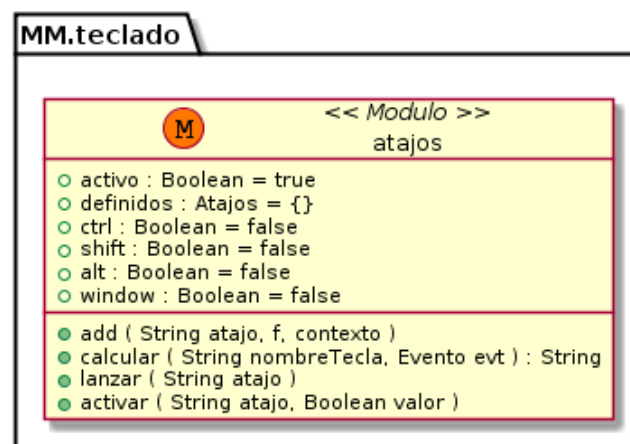 MM.teclado
M
<< Modulo >>
atajos
activo : Boolean = true
definidos : Atajos = {}
ctrl : Boolean = false
shift : Boolean = false
alt : Boolean = false
window : Boolean = false
add ( String atajo, f, contexto )
calcular ( String nombreTecla, Evento evt ) : String
lanzar ( String atajo )
activar ( String atajo, Boolean valor )